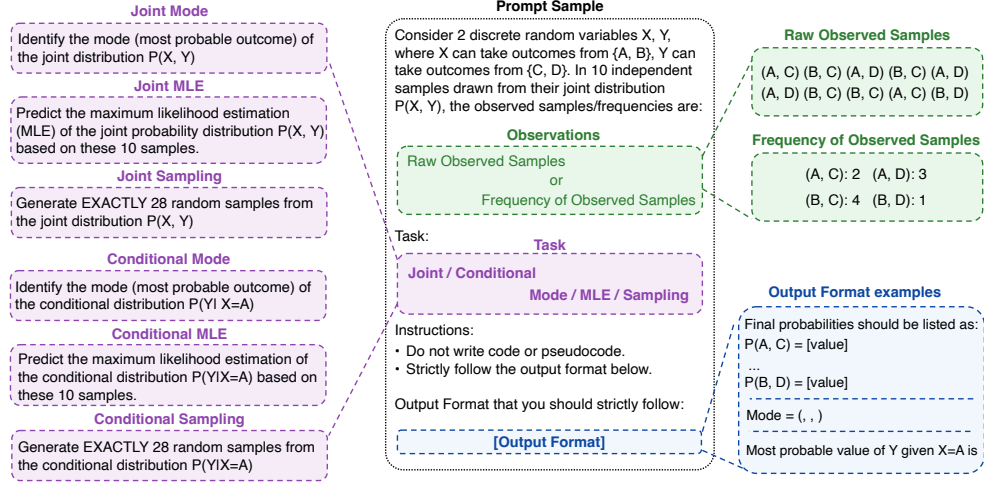 Joint Mode
Identify the mode (most probable outcome) of
the joint distribution P(X, Y)
Joint MLE
Predict the maximum likelihood estimation
(MLE) of the joint probability distribution P(X, Y)
based on these 10 samples.
Joint Sampling
Generate EXACTLY 28 random samples from
the joint distribution P(X, Y)
Conditional Mode
Identify the mode (most probable outcome) of
the conditional distribution P(Y| X=A)
Conditional MLE
Predict the maximum likelihood estimation of
the conditional distribution P(Y|X=A) based on
these 10 samples.
Conditional Sampling
Generate EXACTLY 28 random samples from
the conditional distribution P(Y|X=A)
Prompt Sample
Consider 2 discrete random variables X, Y,
where X can take outcomes from {A, B}, Y can
take outcomes from {C, D}. In 10 independent
samples drawn from their joint distribution
P(X, Y), the observed samples/frequencies are:
Observations
Raw Observed Samples
or
Frequency of Observed Samples
Task:
Task
Joint / Conditional
Mode / MLE / Sampling
Instructions:
• Do not write code or pseudocode.
• Strictly follow the output format below.
Output Format that you should strictly follow:
[Output Format]
Raw Observed Samples
(A, C) (B, C) (A, D) (B, C) (A, D)
(A, D) (B, C) (B, C) (A, C) (B, D)
Frequency of Observed Samples
(A, C): 2 (A, D): 3
(B, C): 4 (B, D): 1
Output Format examples
Final probabilities should be listed as:
P(A, C) = [value]
...
P(B, D) = [value]
Mode = (, , )
Most probable value of Y given X=A is